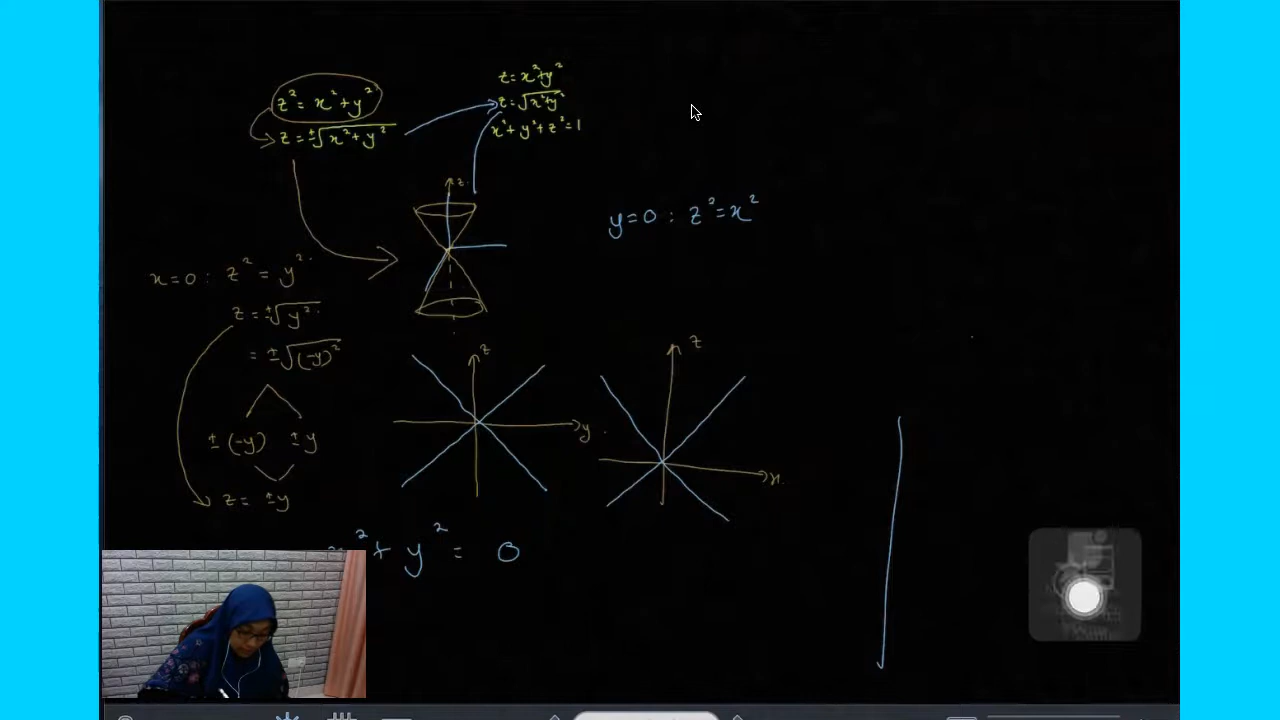 z² = x² + y²
z = ±√(x² + y²)
z = x² + y²
z = √(x² + y²)
x² + y² + z² = 1
z
y = 0 : z² = x²
x = 0 : z² = y²
z = ±√(y²)
= ±√((-y)²)
± (-y) ± y
z = ± y
z
y
z
x
² + y² = 0